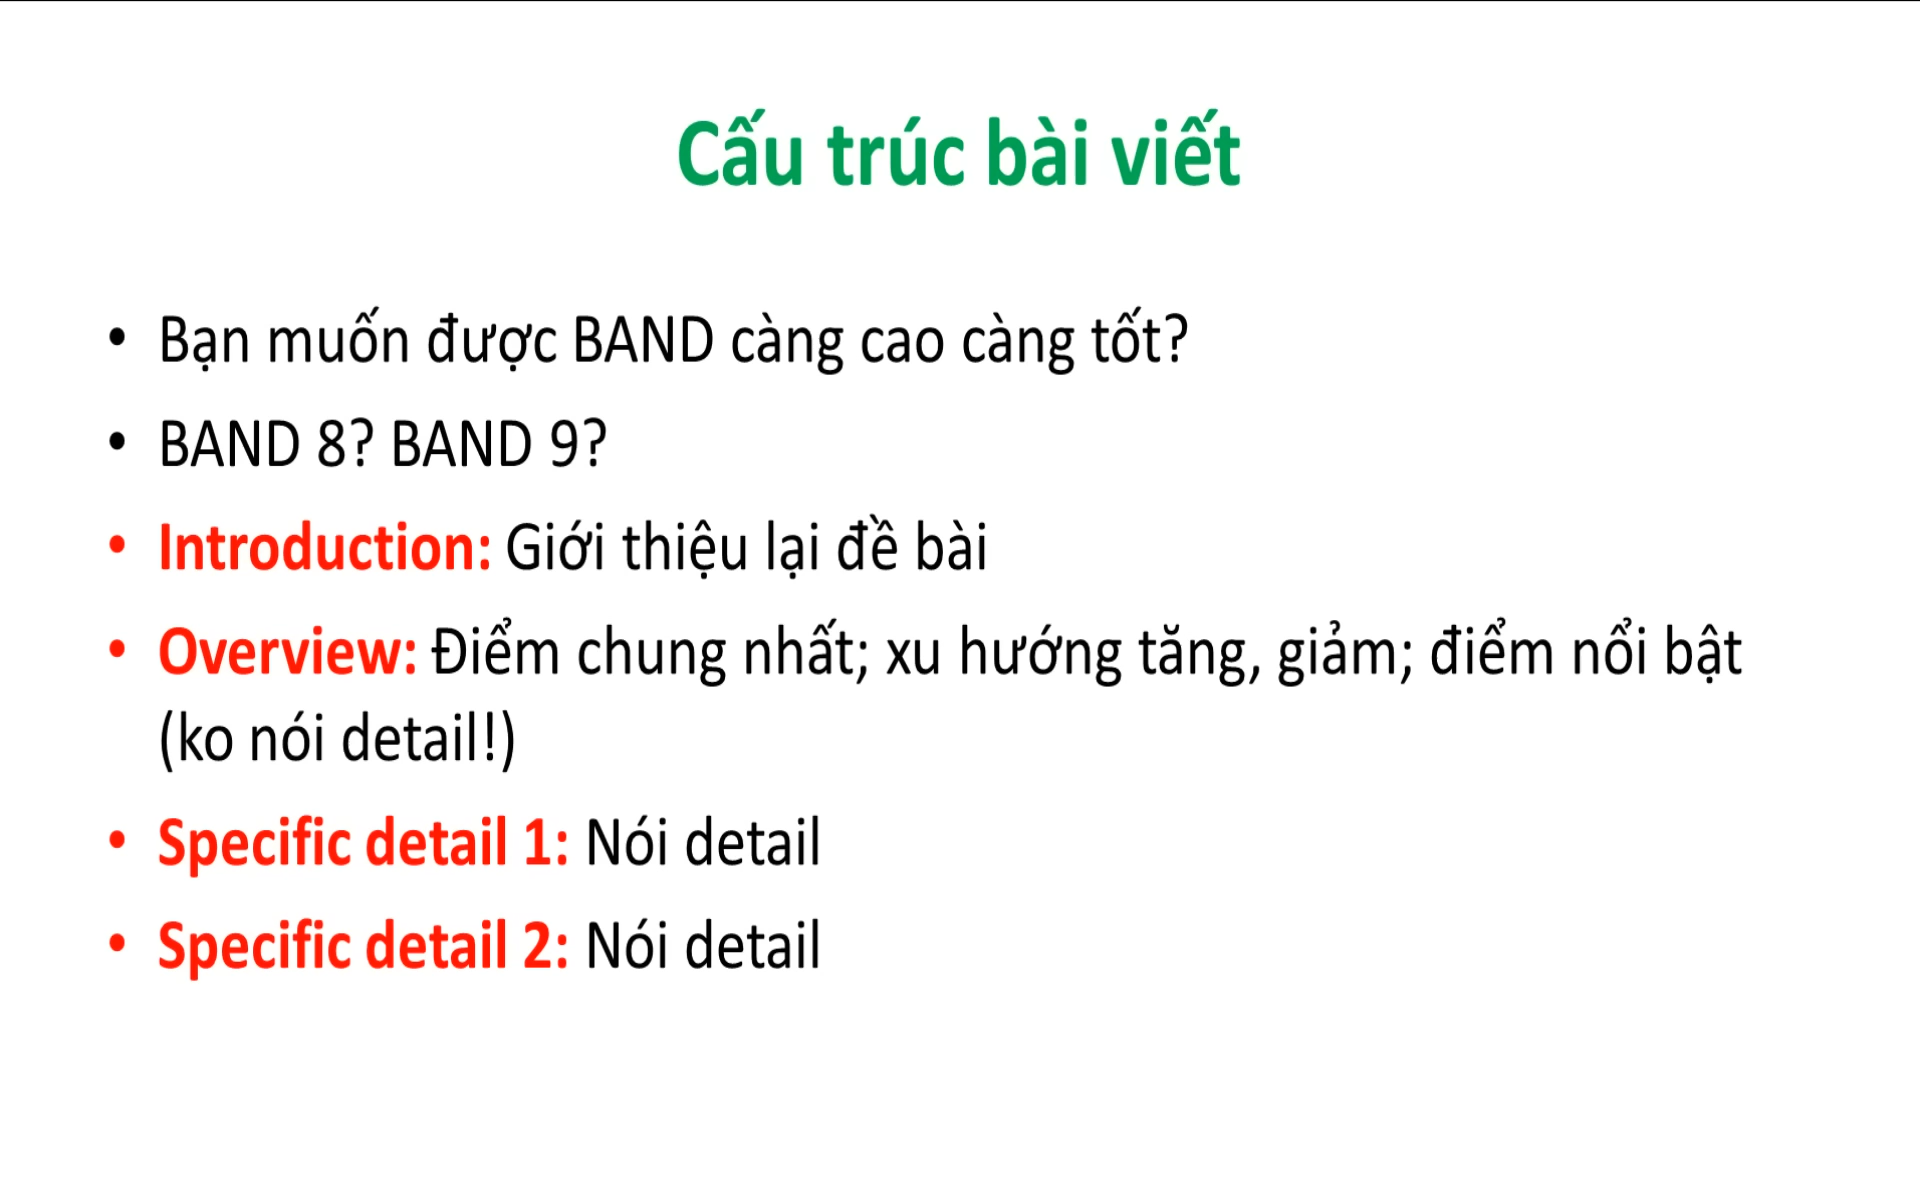 Cấu trúc bài viết
• Bạn muốn được BAND càng cao càng tốt?
• BAND 8? BAND 9?
• Introduction: Giới thiệu lại đề bài
• Overview: Điểm chung nhất; xu hướng tăng, giảm; điểm nổi bật
(ko nói detail!)
• Specific detail 1: Nói detail
• Specific detail 2: Nói detail